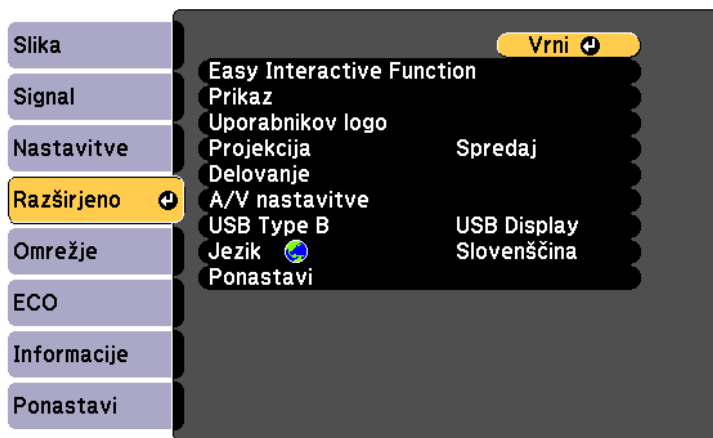 Slika
Signal
Nastavitve
Razširjeno
Omrežje
ECO
Informacije
Ponastavi
Vrni
Easy Interactive Function
Prikaz
Uporabnikov logo
Projekcija Spredaj
Delovanje
A/V nastavitve
USB Type B USB Display
Jezik Slovenščina
Ponastavi